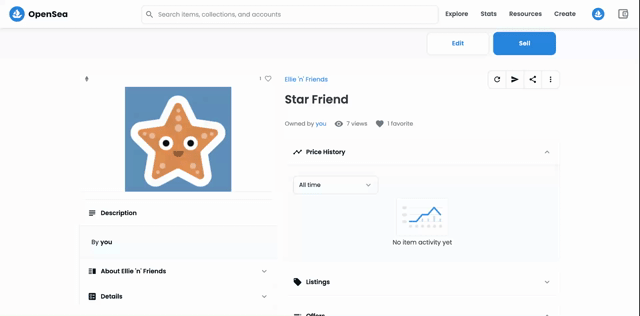 OpenSea
Search items, collections, and accounts
Explore
Stats
Resources
Create
Edit
Sell
Ellie 'n' Friends
Star Friend
Owned by you
7 views
1 favorite
Price History
All time
No item activity yet
Description
By you
About Ellie 'n' Friends
Details
Listings
Offers